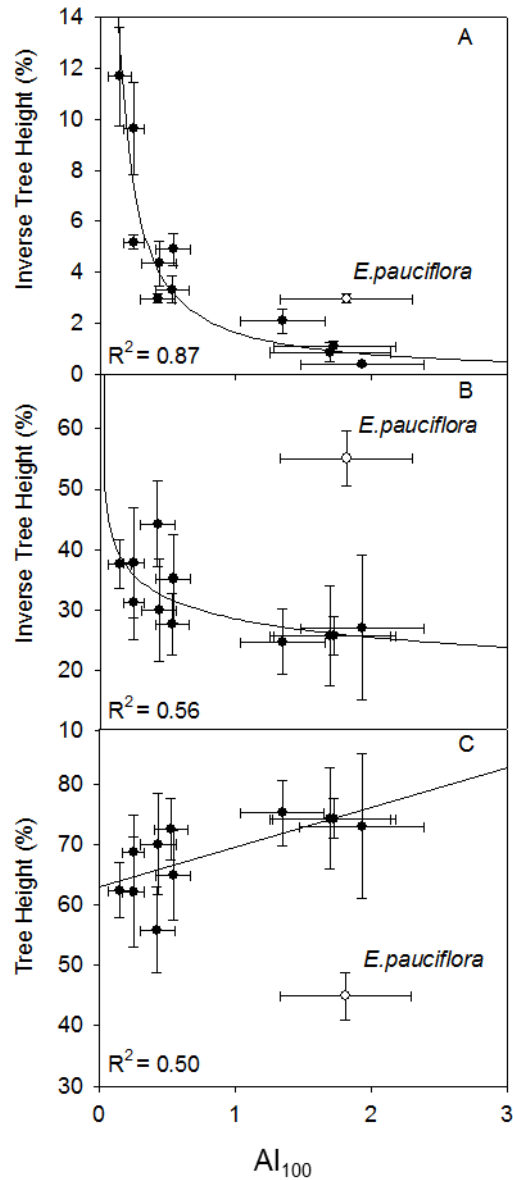 14
A
12
10
8
6
4
2
0
Inverse Tree Height (%)
E.pauciflora
R² = 0.87
B
60
50
40
30
20
10
Inverse Tree Height (%)
E.pauciflora
R² = 0.56
C
80
70
60
50
40
30
Tree Height (%)
E.pauciflora
R² = 0.50
0 1 2 3
AI₁₀₀